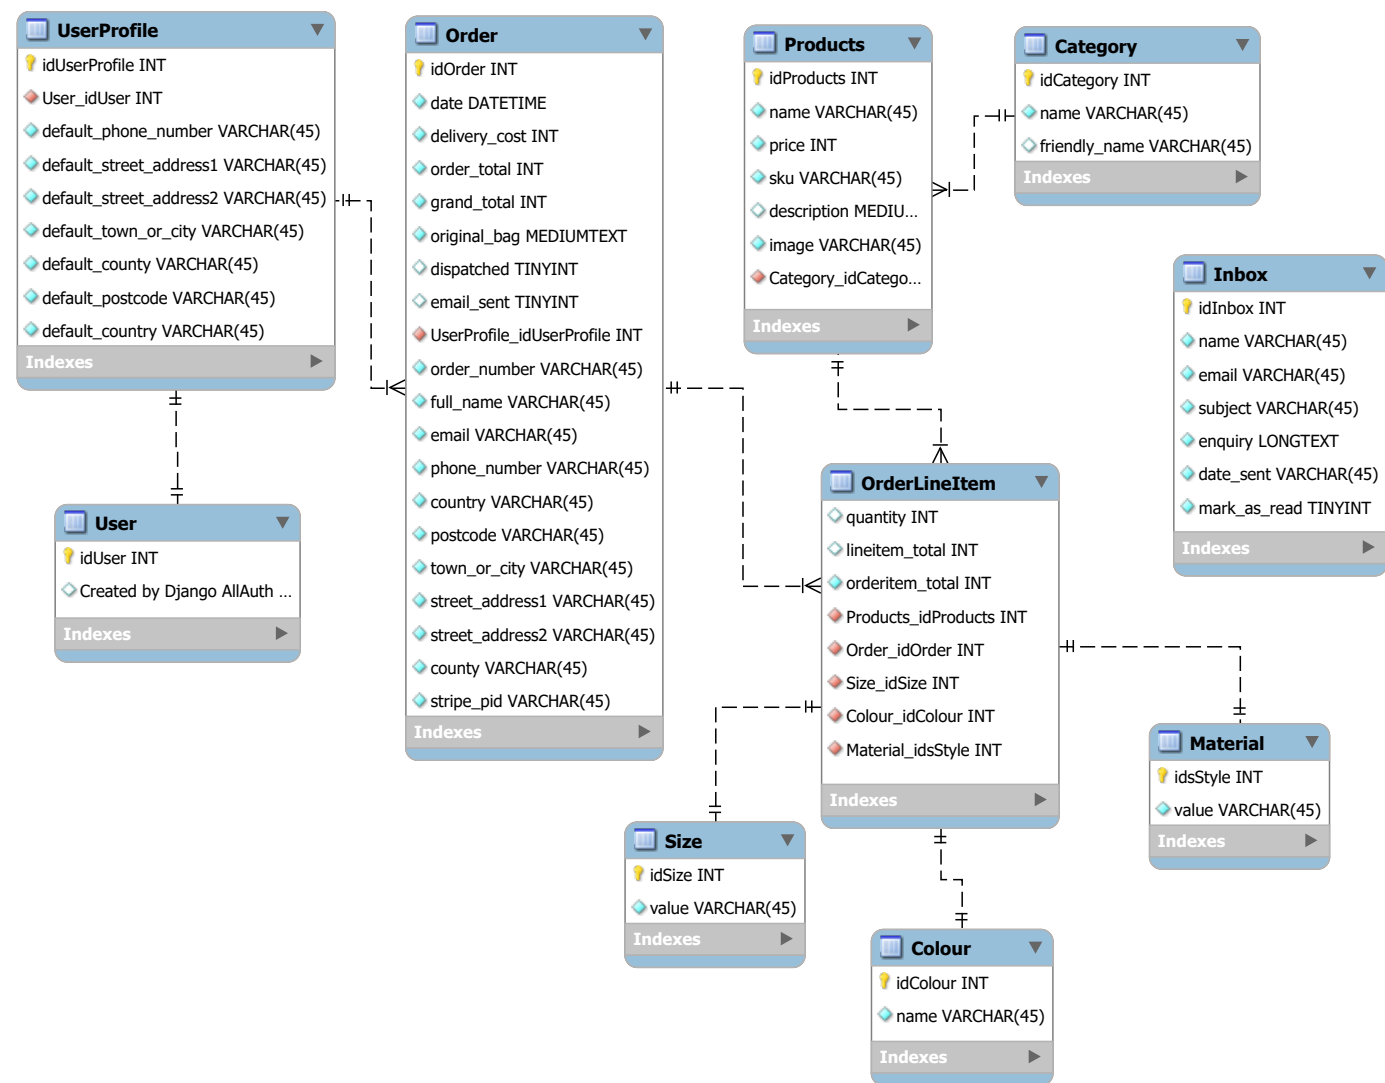 UserProfile
idUserProfile INT
User_idUser INT
default_phone_number VARCHAR(45)
default_street_address1 VARCHAR(45)
default_street_address2 VARCHAR(45)
default_town_or_city VARCHAR(45)
default_county VARCHAR(45)
default_postcode VARCHAR(45)
default_country VARCHAR(45)
Indexes
User
idUser INT
Created by Django AllAuth ...
Indexes
Order
idOrder INT
date DATETIME
delivery_cost INT
order_total INT
grand_total INT
original_bag MEDIUMTEXT
dispatched TINYINT
email_sent TINYINT
UserProfile_idUserProfile INT
order_number VARCHAR(45)
full_name VARCHAR(45)
email VARCHAR(45)
phone_number VARCHAR(45)
country VARCHAR(45)
postcode VARCHAR(45)
town_or_city VARCHAR(45)
street_address1 VARCHAR(45)
street_address2 VARCHAR(45)
county VARCHAR(45)
stripe_pid VARCHAR(45)
Indexes
Products
idProducts INT
name VARCHAR(45)
price INT
sku VARCHAR(45)
description MEDIU...
image VARCHAR(45)
Category_idCatego...
Indexes
Category
idCategory INT
name VARCHAR(45)
friendly_name VARCHAR(45)
Indexes
Inbox
idInbox INT
name VARCHAR(45)
email VARCHAR(45)
subject VARCHAR(45)
enquiry LONGTEXT
date_sent VARCHAR(45)
mark_as_read TINYINT
Indexes
OrderLineItem
quantity INT
lineitem_total INT
orderitem_total INT
Products_idProducts INT
Order_idOrder INT
Size_idSize INT
Colour_idColour INT
Material_idsStyle INT
Indexes
Material
idsStyle INT
value VARCHAR(45)
Indexes
Size
idSize INT
value VARCHAR(45)
Indexes
Colour
idColour INT
name VARCHAR(45)
Indexes